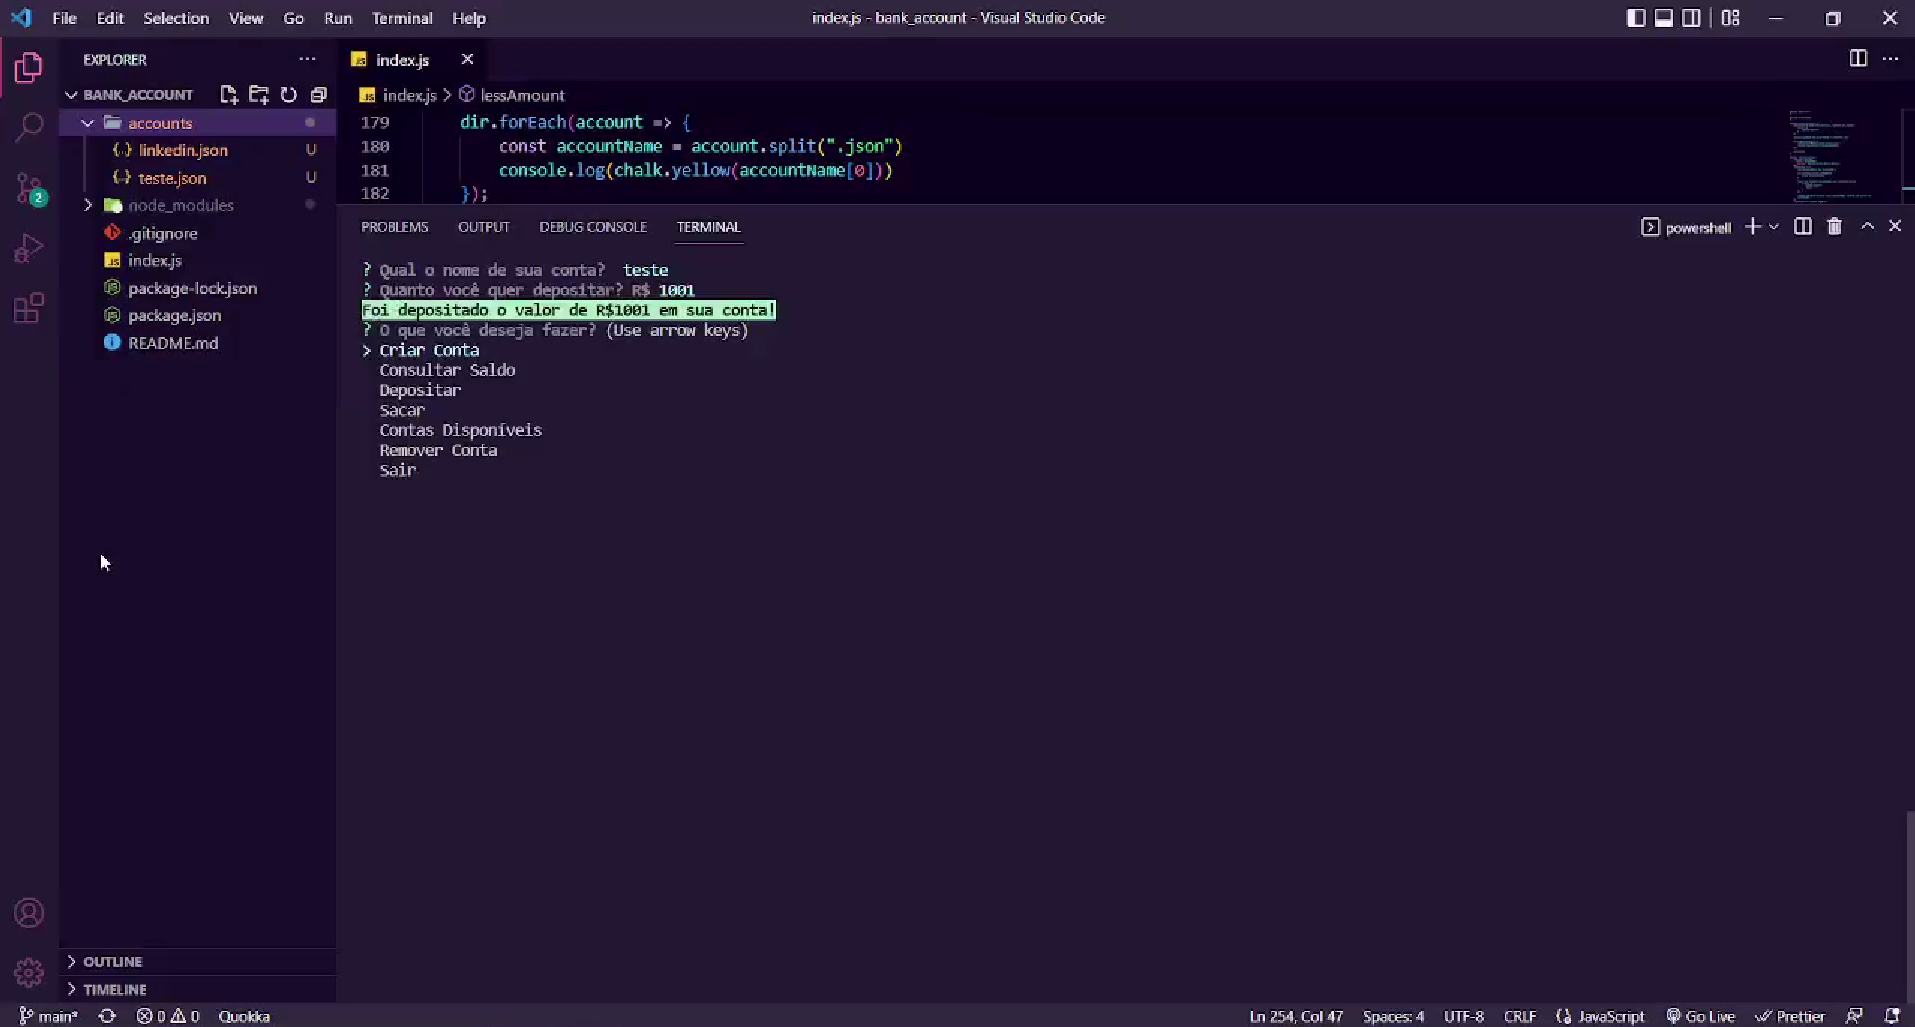 File Edit Selection View Go Run Terminal Help
index.js - bank_account - Visual Studio Code
EXPLORER
BANK_ACCOUNT
accounts
linkedin.json U
teste.json U
node_modules
.gitignore
index.js
package-lock.json
package.json
README.md
OUTLINE
TIMELINE
index.js
index.js > lessAmount
179 dir.forEach(account => {
180 const accountName = account.split(".json")
181 console.log(chalk.yellow(accountName[0]))
182 });
PROBLEMS OUTPUT DEBUG CONSOLE TERMINAL
powershell
? Qual o nome de sua conta? teste
? Quanto você quer depositar? R$ 1001
Foi depositado o valor de R$1001 em sua conta!
? O que você deseja fazer? (Use arrow keys)
> Criar Conta
Consultar Saldo
Depositar
Sacar
Contas Disponíveis
Remover Conta
Sair
2
main* 0 0 Quokka
Ln 254, Col 47 Spaces: 4 UTF-8 CRLF {} JavaScript Go Live Prettier